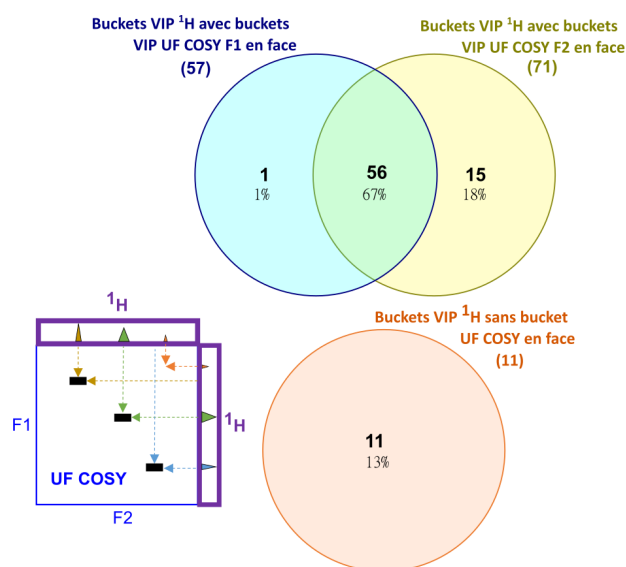 Buckets VIP ¹H avec buckets
VIP UF COSY F1 en face
(57)
Buckets VIP ¹H avec buckets
VIP UF COSY F2 en face
(71)
1
1%
56
67%
15
18%
¹H
¹H
F1
UF COSY
F2
Buckets VIP ¹H sans bucket
UF COSY en face
(11)
11
13%